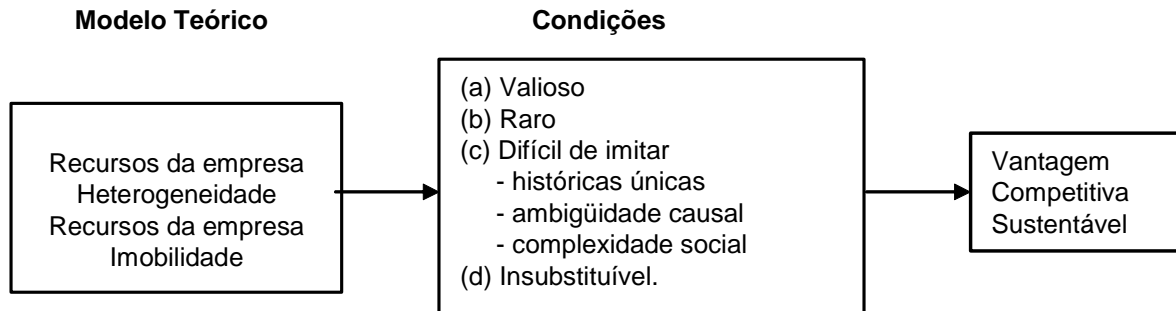 Modelo Teórico
Condições
Recursos da empresa
Heterogeneidade
Recursos da empresa
Imobilidade
(a) Valioso
(b) Raro
(c) Difícil de imitar
- históricas únicas
- ambigüidade causal
- complexidade social
(d) Insubstituível.
Vantagem
Competitiva
Sustentável